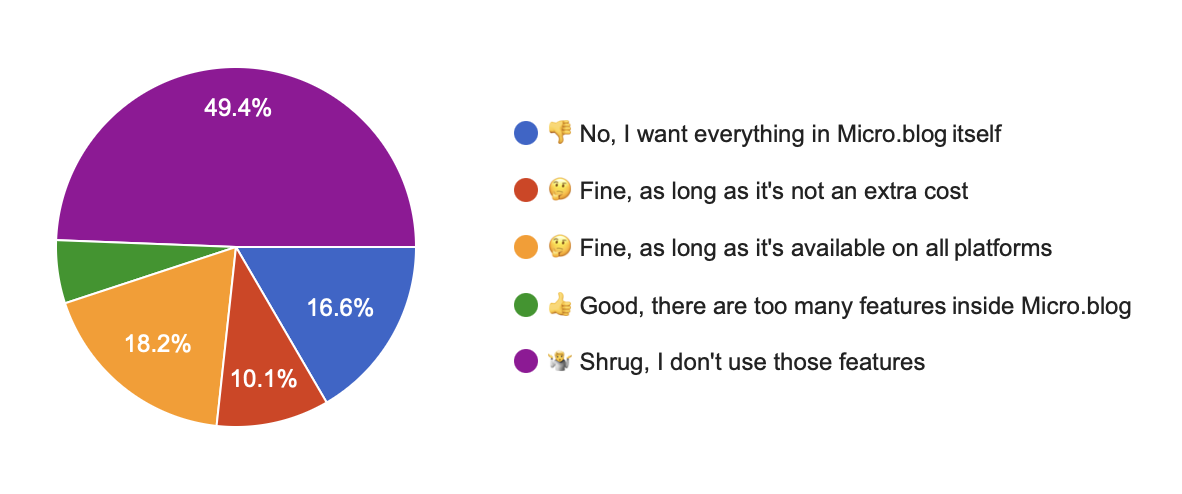 49.4%
16.6%
18.2%
10.1%
👎 No, I want everything in Micro.blog itself
🤔 Fine, as long as it's not an extra cost
🤔 Fine, as long as it's available on all platforms
👍 Good, there are too many features inside Micro.blog
🤷 Shrug, I don't use those features